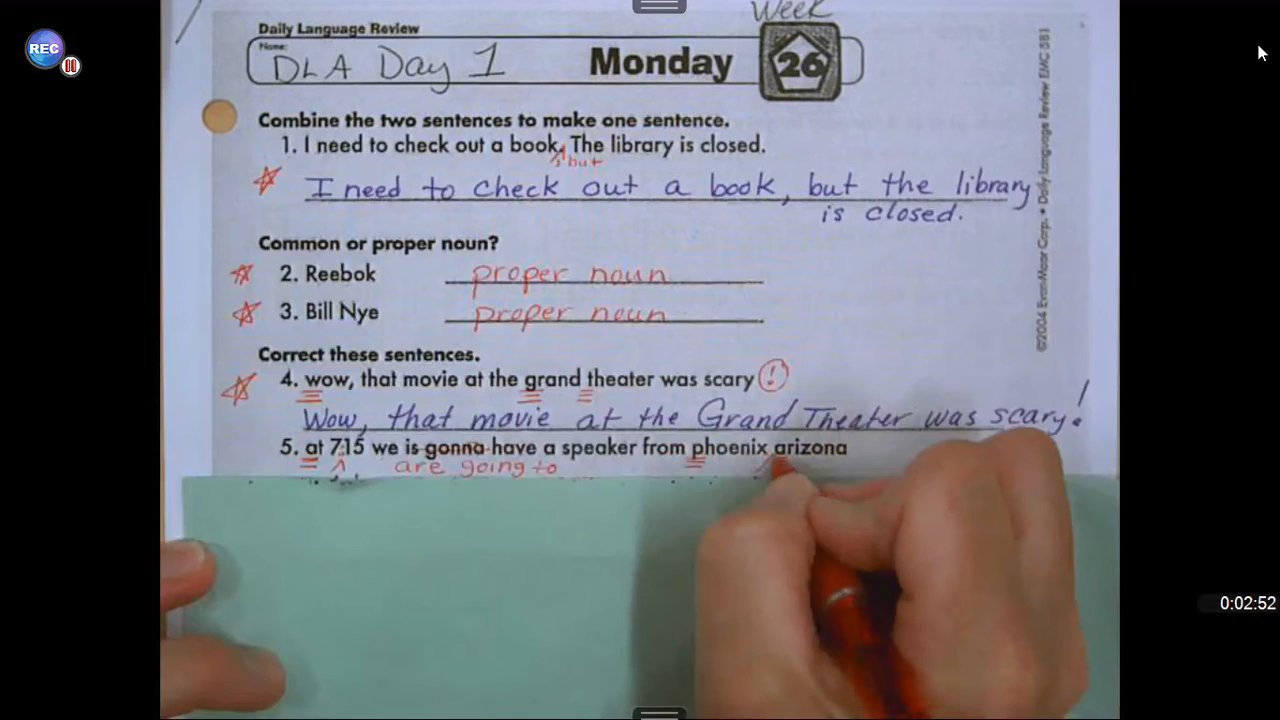 Week
Daily Language Review
Name:
DLA Day 1
Monday
26
REC
Combine the two sentences to make one sentence.
1. I need to check out a book. The library is closed.
, but
I need to check out a book, but the library
is closed.
Common or proper noun?
2. Reebok proper noun
3. Bill Nye proper noun
Correct these sentences.
4. wow, that movie at the grand theater was scary !
Wow, that movie at the Grand Theater was scary!
5. at 715 we is gonna have a speaker from phoenix arizona
: are going to
©2004 Evan-Moor Corp. • Daily Language Review EMC 581
0:02:52